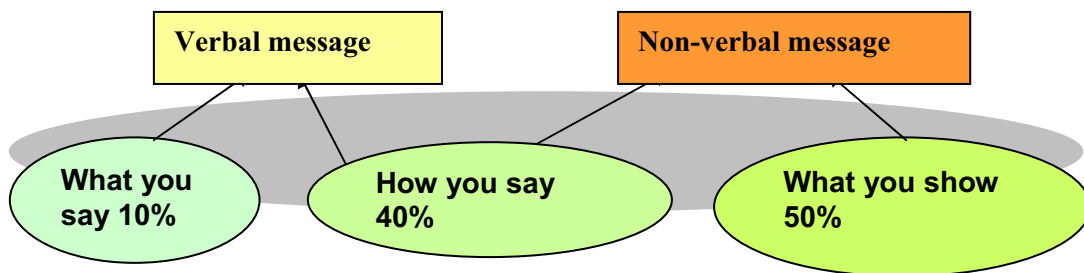 Verbal message
Non-verbal message
What you
say 10%
How you say
40%
What you show
50%